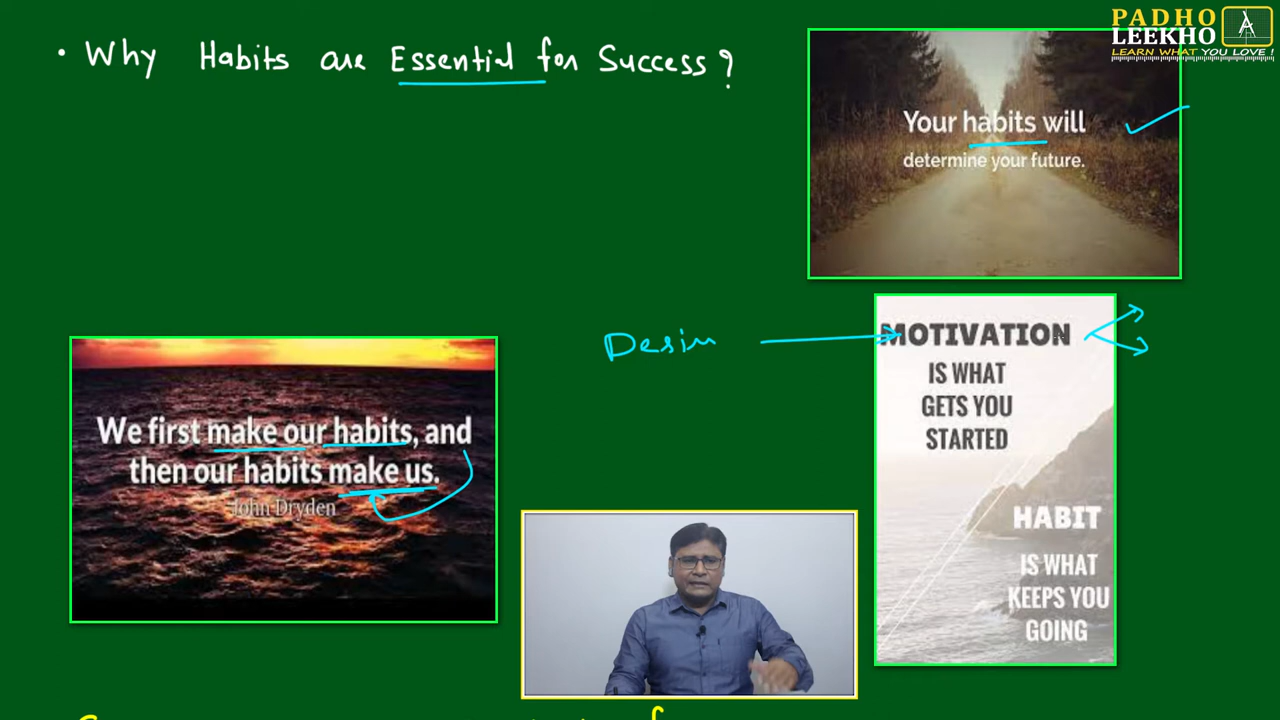 • Why Habits are Essential for Success?
PADHO
LEEKHO
LEARN WHAT YOU LOVE !
Your habits will
determine your future.
MOTIVATION
IS WHAT
GETS YOU
STARTED
HABIT
IS WHAT
KEEPS YOU
GOING
We first make our habits, and
then our habits make us.
John Dryden